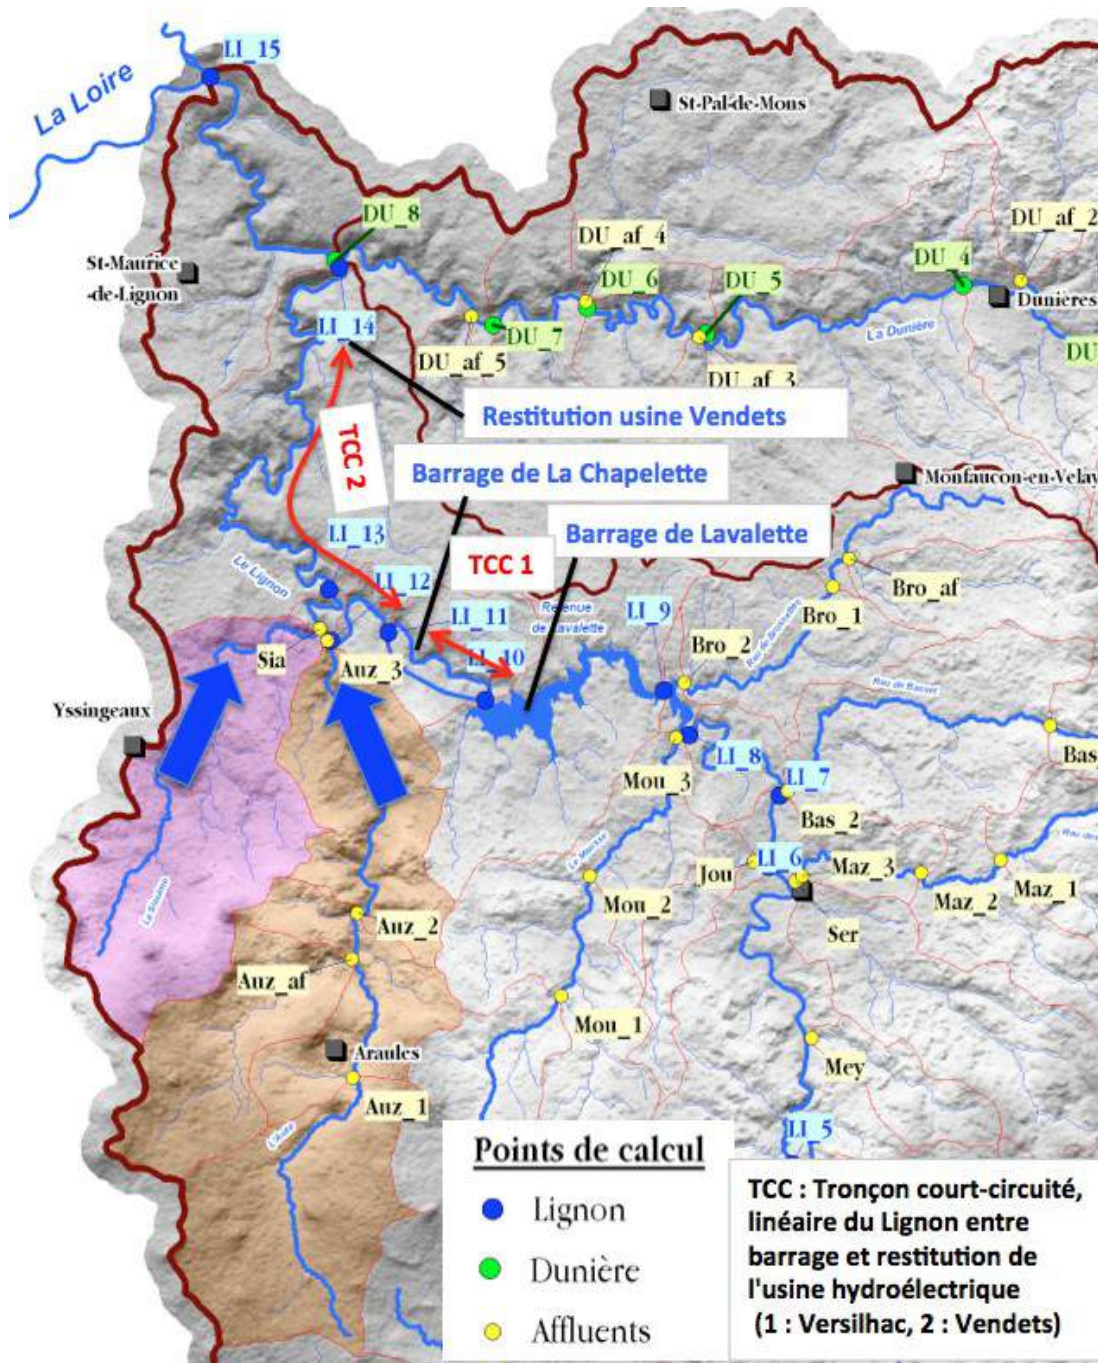 LI_15
La Loire
St-Pal-de-Mons
DU_8
DU_af_4
DU_af_2
St-Maurice
-de-Lignon
DU_6
DU_5
DU_4
Dunières
LI_14
DU_7
La Dunière
DU_af_5
DU_af_3
DU_
Restitution usine Vendets
TCC 2
Barrage de La Chapelette
Monfaucon-en-Velay
Barrage de Lavalette
LI_13
TCC 1
Le Lignon
LI_12
Bro_af
LI_11
Retenue
de Lavalette
LI_9
Bro_1
Sia
Auz_3
LI_10
Bro_2
Yssingeaux
LI_8
Mou_3
LI_7
Bas_
Bas_2
Jou
LI_6
Maz_3
Maz_2
Maz_1
Mou_2
Auz_2
Ser
Auz_af
Mou_1
Araules
Mey
Auz_1
LI_5
Points de calcul
Lignon
Dunière
Affluents
TCC : Tronçon court-circuité,
linéaire du Lignon entre
barrage et restitution de
l'usine hydroélectrique
(1 : Versilhac, 2 : Vendets)